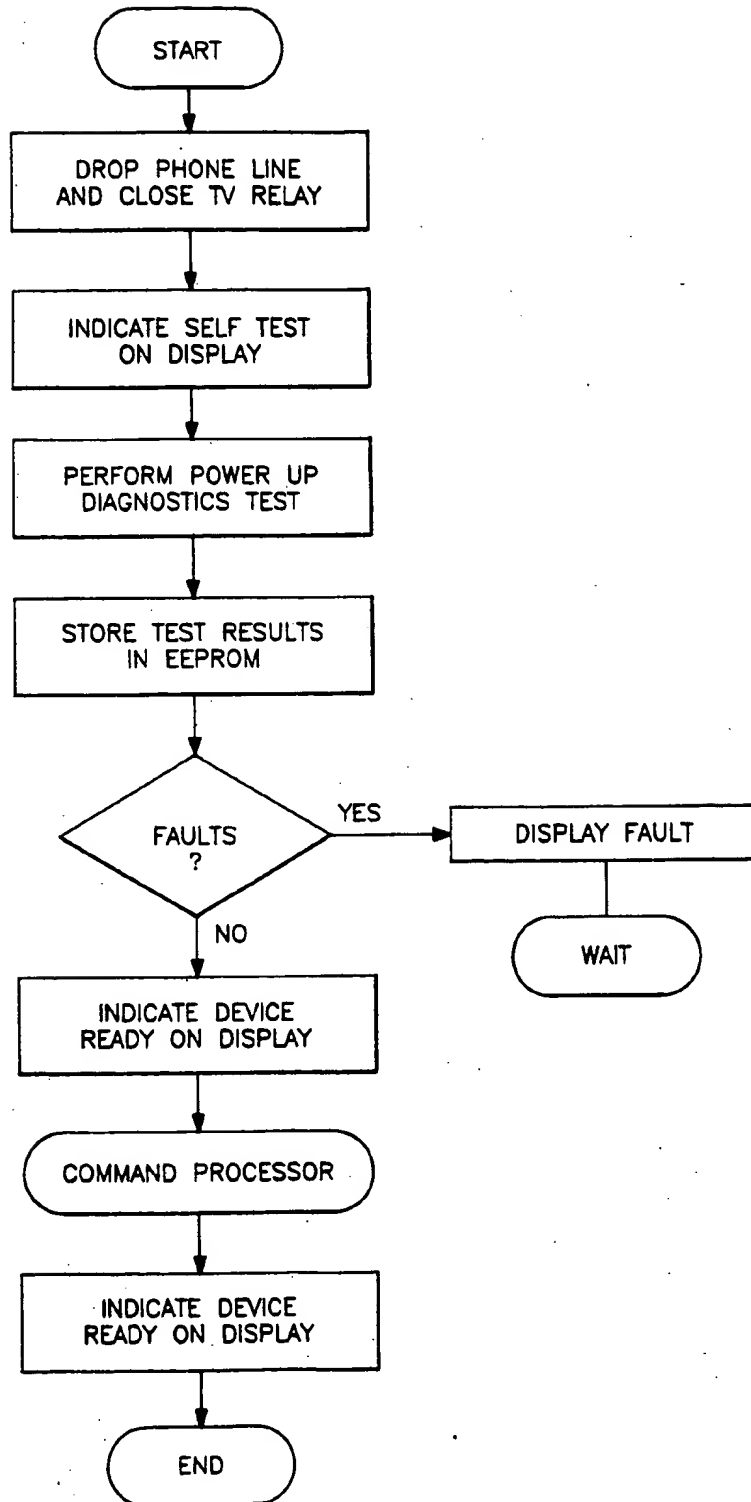 START
DROP PHONE LINE
AND CLOSE TV RELAY
INDICATE SELF TEST
ON DISPLAY
PERFORM POWER UP
DIAGNOSTICS TEST
STORE TEST RESULTS
IN EEPROM
FAULTS
?
YES
DISPLAY FAULT
WAIT
NO
INDICATE DEVICE
READY ON DISPLAY
COMMAND PROCESSOR
INDICATE DEVICE
READY ON DISPLAY
END